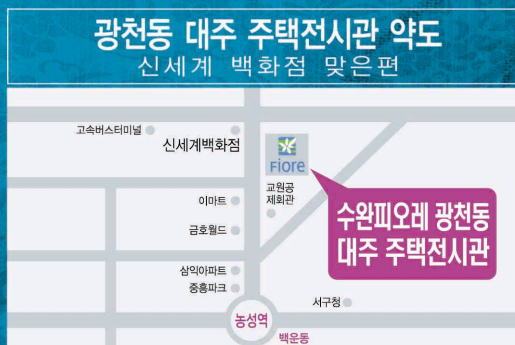 광천동 대주 주택전시관 약도
신세계 백화점 맞은편
고속버스터미널
신세계백화점
Fiore
교원공
제회관
이마트
금호월드
수완피오레 광천동
대주 주택전시관
삼익아파트
중흥파크
서구청
농성역
백운동